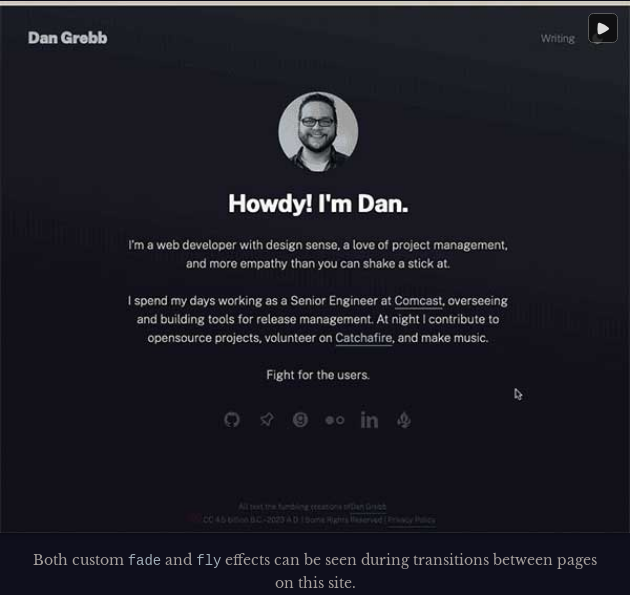 Dan Grebb
Writing
Howdy! I'm Dan.
I'm a web developer with design sense, a love of project management,
and more empathy than you can shake a stick at.
I spend my days working as a Senior Engineer at Comcast, overseeing
and building tools for release management. At night I contribute to
opensource projects, volunteer on Catchafire, and make music.
Fight for the users.
in
All text the fumbling creations of Dan Grebb
CC 4.5 billion B.C.–2023 A.D. | Some Rights Reserved | Privacy Policy
Both custom fade and fly effects can be seen during transitions between pages
on this site.